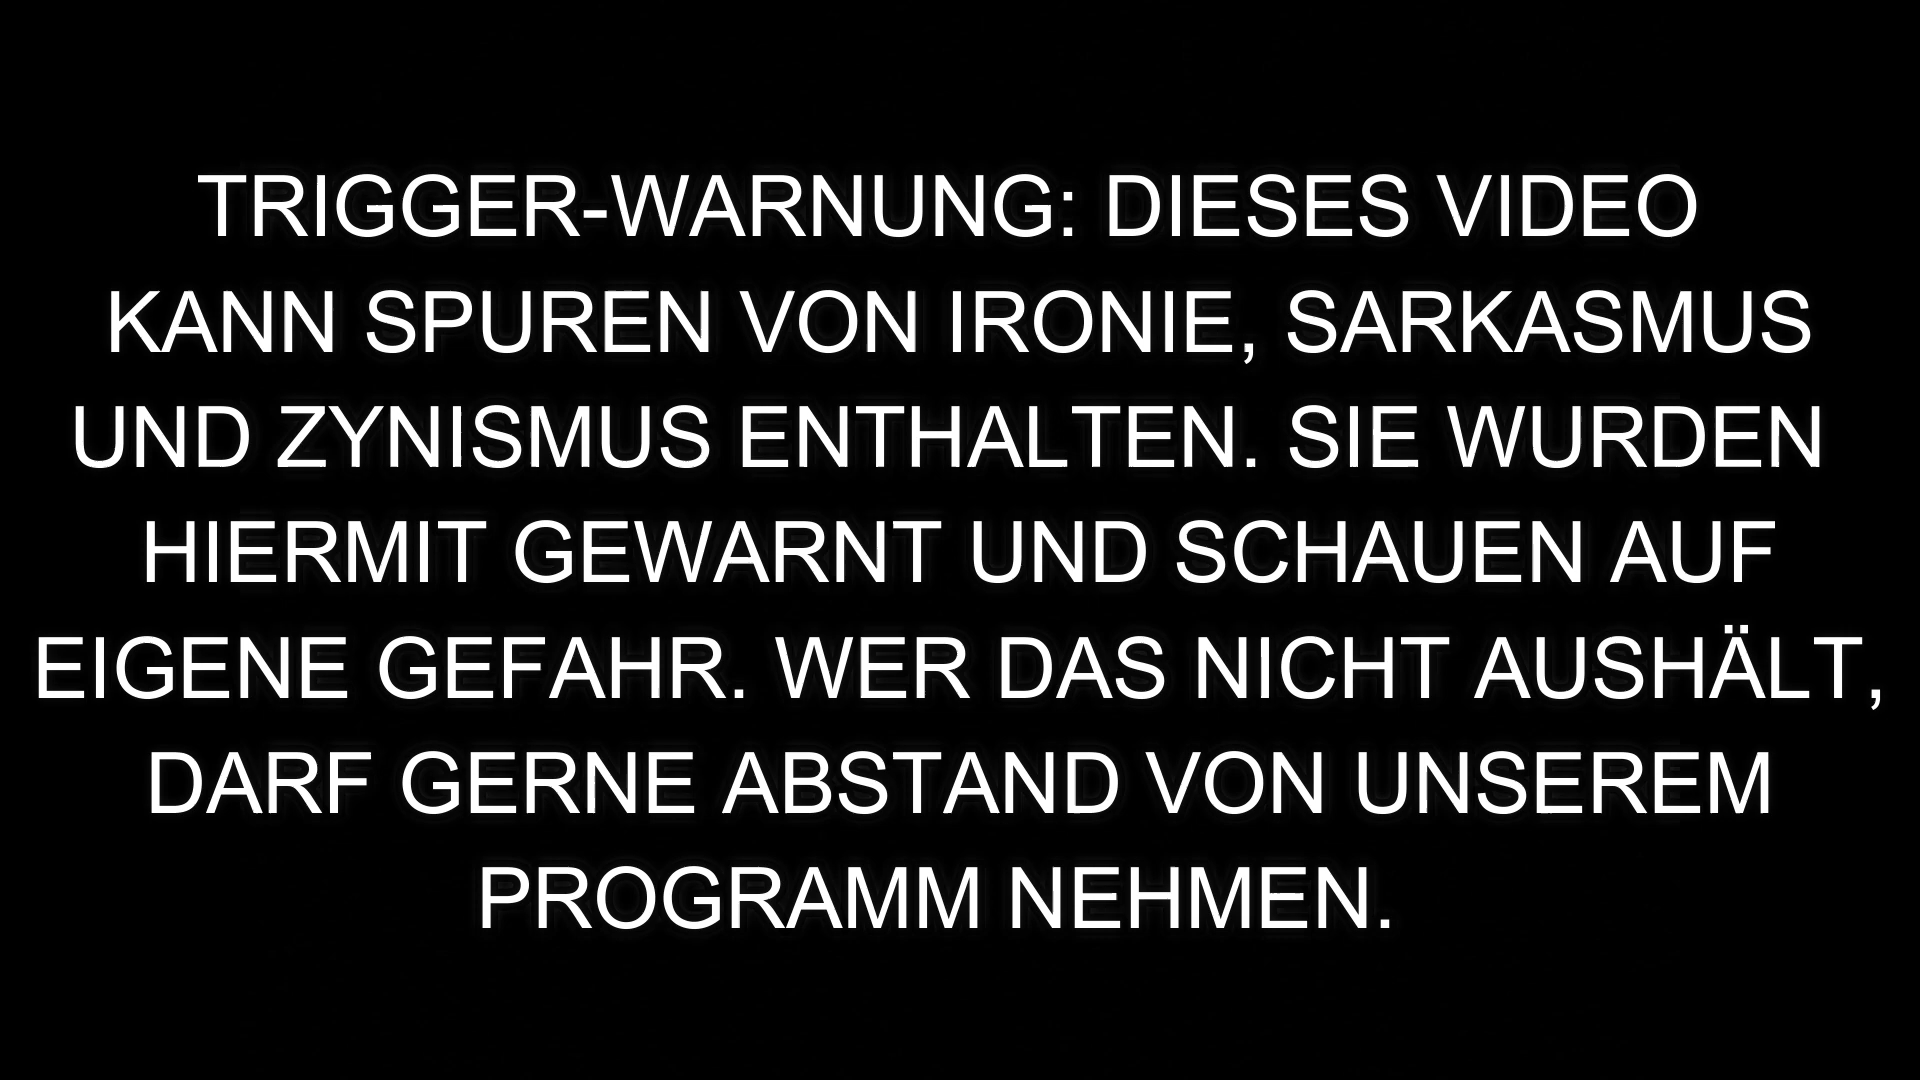 TRIGGER-WARNUNG: DIESES VIDEO
KANN SPUREN VON IRONIE, SARKASMUS
UND ZYNISMUS ENTHALTEN. SIE WURDEN
HIERMIT GEWARNT UND SCHAUEN AUF
EIGENE GEFAHR. WER DAS NICHT AUSHÄLT,
DARF GERNE ABSTAND VON UNSEREM
PROGRAMM NEHMEN.